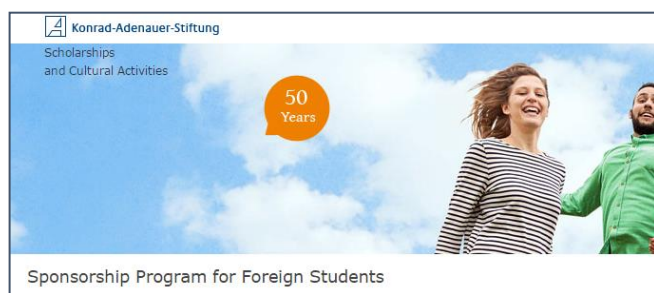 Konrad-Adenauer-Stiftung
Scholarships
and Cultural Activities
50
Years
Sponsorship Program for Foreign Students